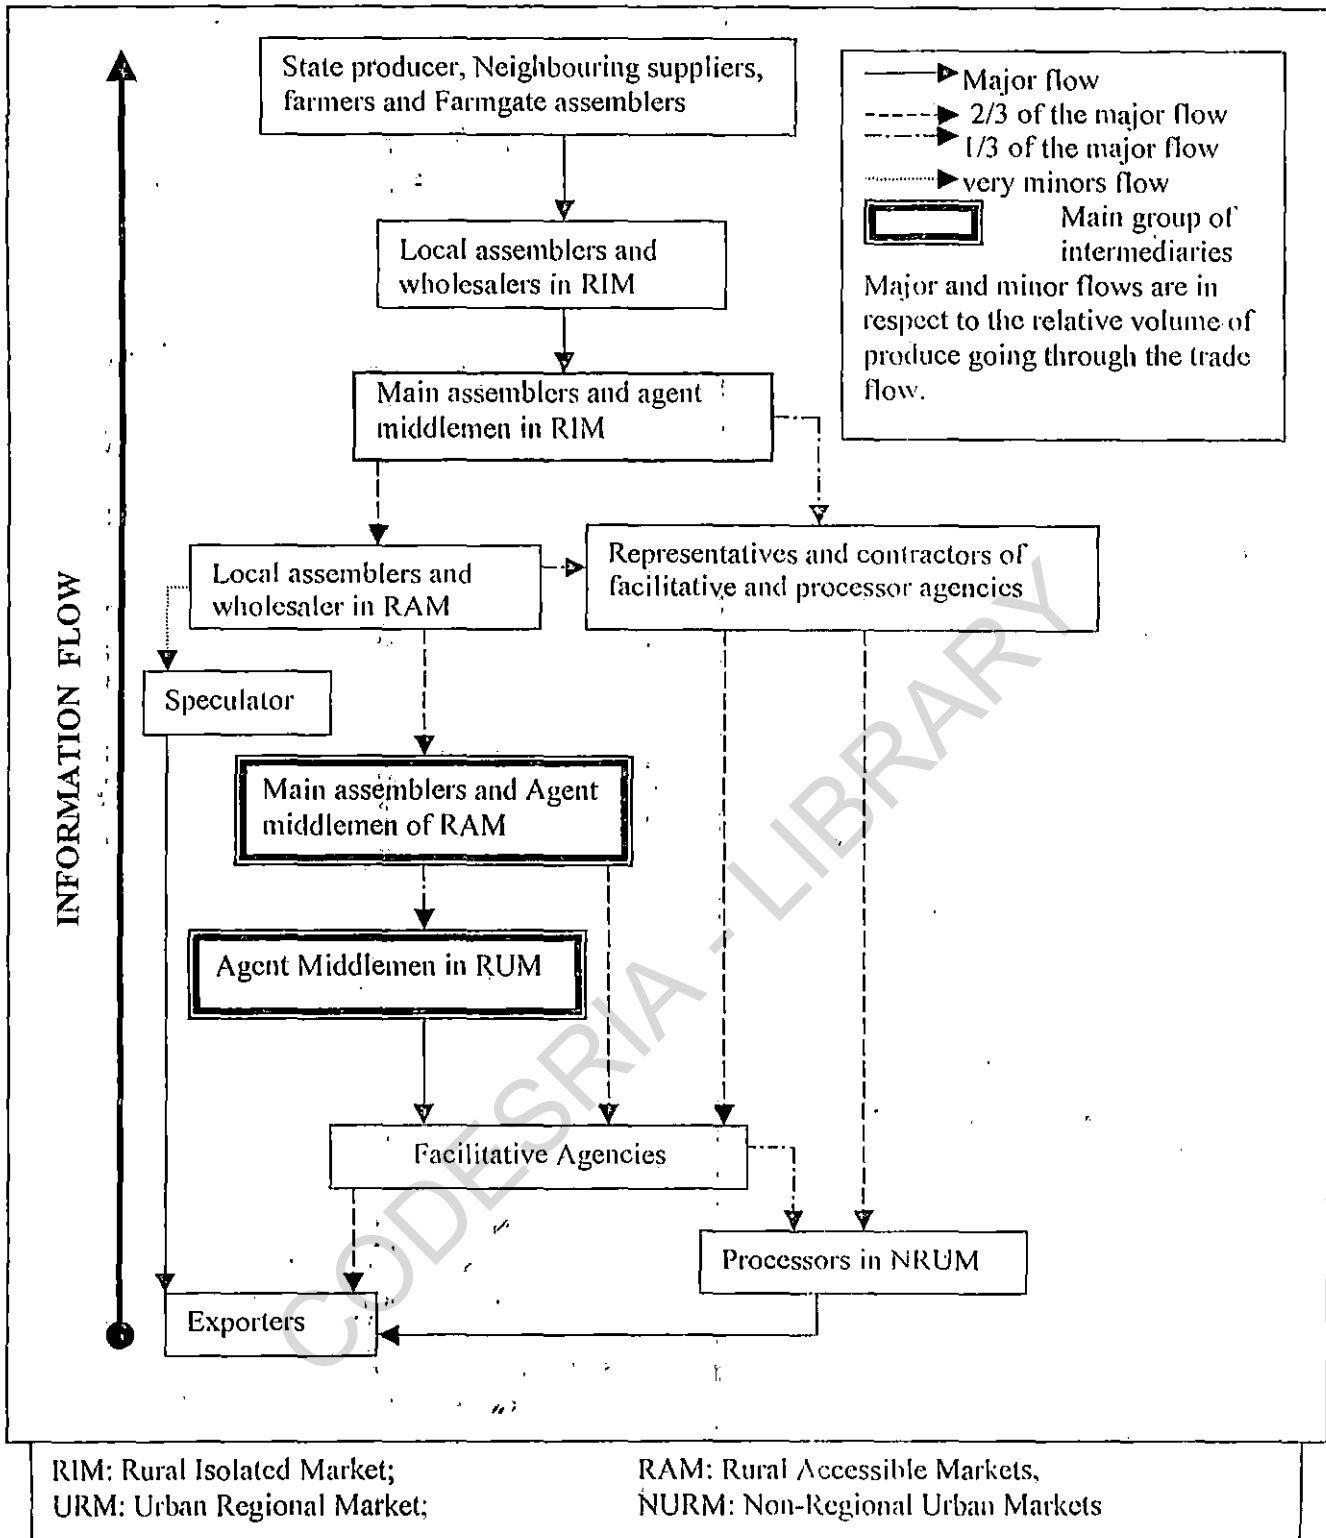 State producer, Neighbouring suppliers,
farmers and Farmgate assemblers
Major flow
2/3 of the major flow
1/3 of the major flow
very minors flow
Main group of
intermediaries
Major and minor flows are in
respect to the relative volume of
produce going through the trade
flow.
Local assemblers and
wholesalers in RIM
Main assemblers and agent
middlemen in RIM
Local assemblers and
wholesaler in RAM
Representatives and contractors of
facilitative and processor agencies
INFORMATION FLOW
Speculator
Main assemblers and Agent
middlemen of RAM
Agent Middlemen in RUM
Facilitative Agencies
Processors in NRUM
Exporters
CODESRIA - LIBRARY
RIM: Rural Isolated Market; RAM: Rural Accessible Markets,
URM: Urban Regional Market; NURM: Non-Regional Urban Markets